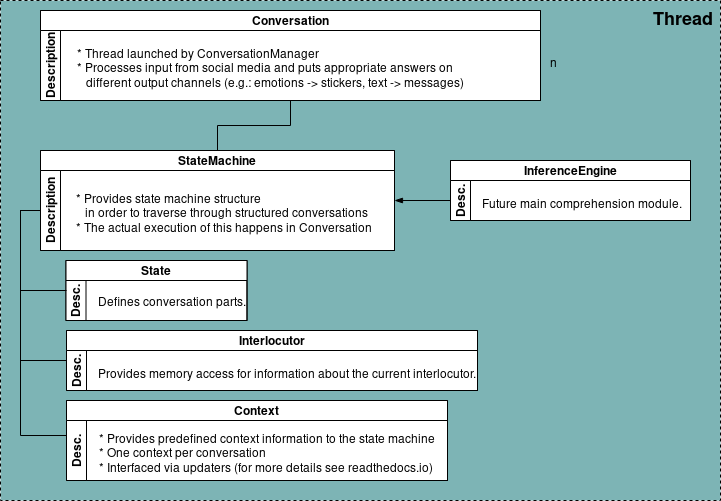 Thread
Conversation
Description
* Thread launched by ConversationManager
* Processes input from social media and puts appropriate answers on
different output channels (e.g.: emotions -> stickers, text -> messages)
n
StateMachine
Description
* Provides state machine structure
in order to traverse through structured conversations
* The actual execution of this happens in Conversation
InferenceEngine
Desc.
Future main comprehension module.
State
Desc.
Defines conversation parts.
Interlocutor
Desc.
Provides memory access for information about the current interlocutor.
Context
Desc.
* Provides predefined context information to the state machine
* One context per conversation
* Interfaced via updaters (for more details see readthedocs.io)